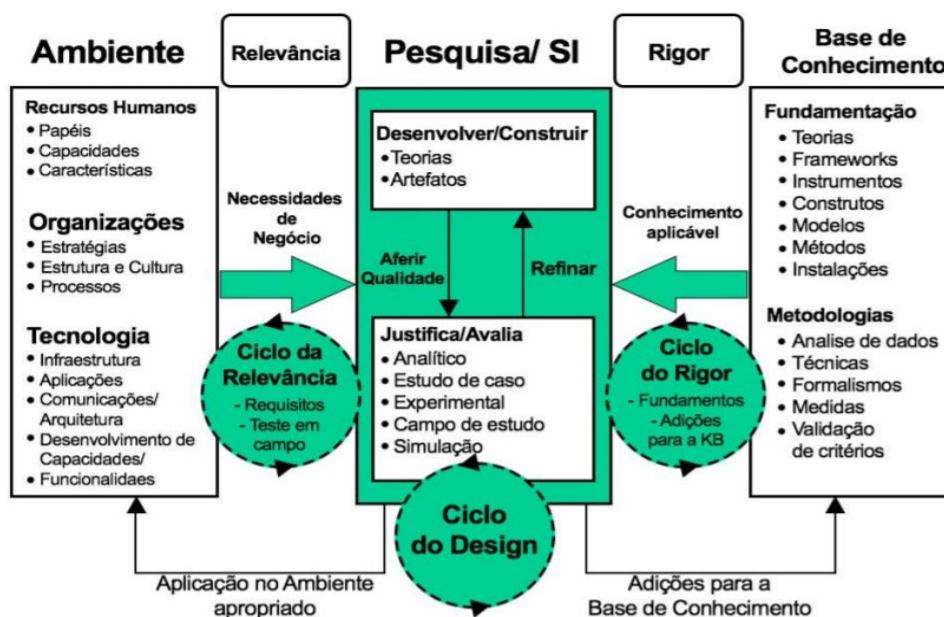 Ambiente
Relevância
Pesquisa/ SI
Rigor
Base de
Conhecimento
Recursos Humanos
• Papéis
• Capacidades
• Características
Organizações
• Estratégias
• Estrutura e Cultura
• Processos
Tecnologia
• Infraestrutura
• Aplicações
• Comunicações/
Arquitetura
• Desenvolvimento de
Capacidades/
• Funcionalidaes
Necessidades
de
Negócio
Ciclo da
Relevância
- Requisitos
- Teste em
campo
Desenvolver/Construir
• Teorias
• Artefatos
Aferir
Qualidade
Refinar
Justifica/Avalia
• Analítico
• Estudo de caso
• Experimental
• Campo de estudo
• Simulação
Ciclo
do Design
Conhecimento
aplicável
Ciclo
do Rigor
- Fundamentos
- Adições
para a KB
Fundamentação
• Teorias
• Frameworks
• Instrumentos
• Construtos
• Modelos
• Métodos
• Instalações
Metodologias
• Analise de dados
• Técnicas
• Formalismos
• Medidas
• Validação
de critérios
Aplicação no Ambiente
apropriado
Adições para a
Base de Conhecimento